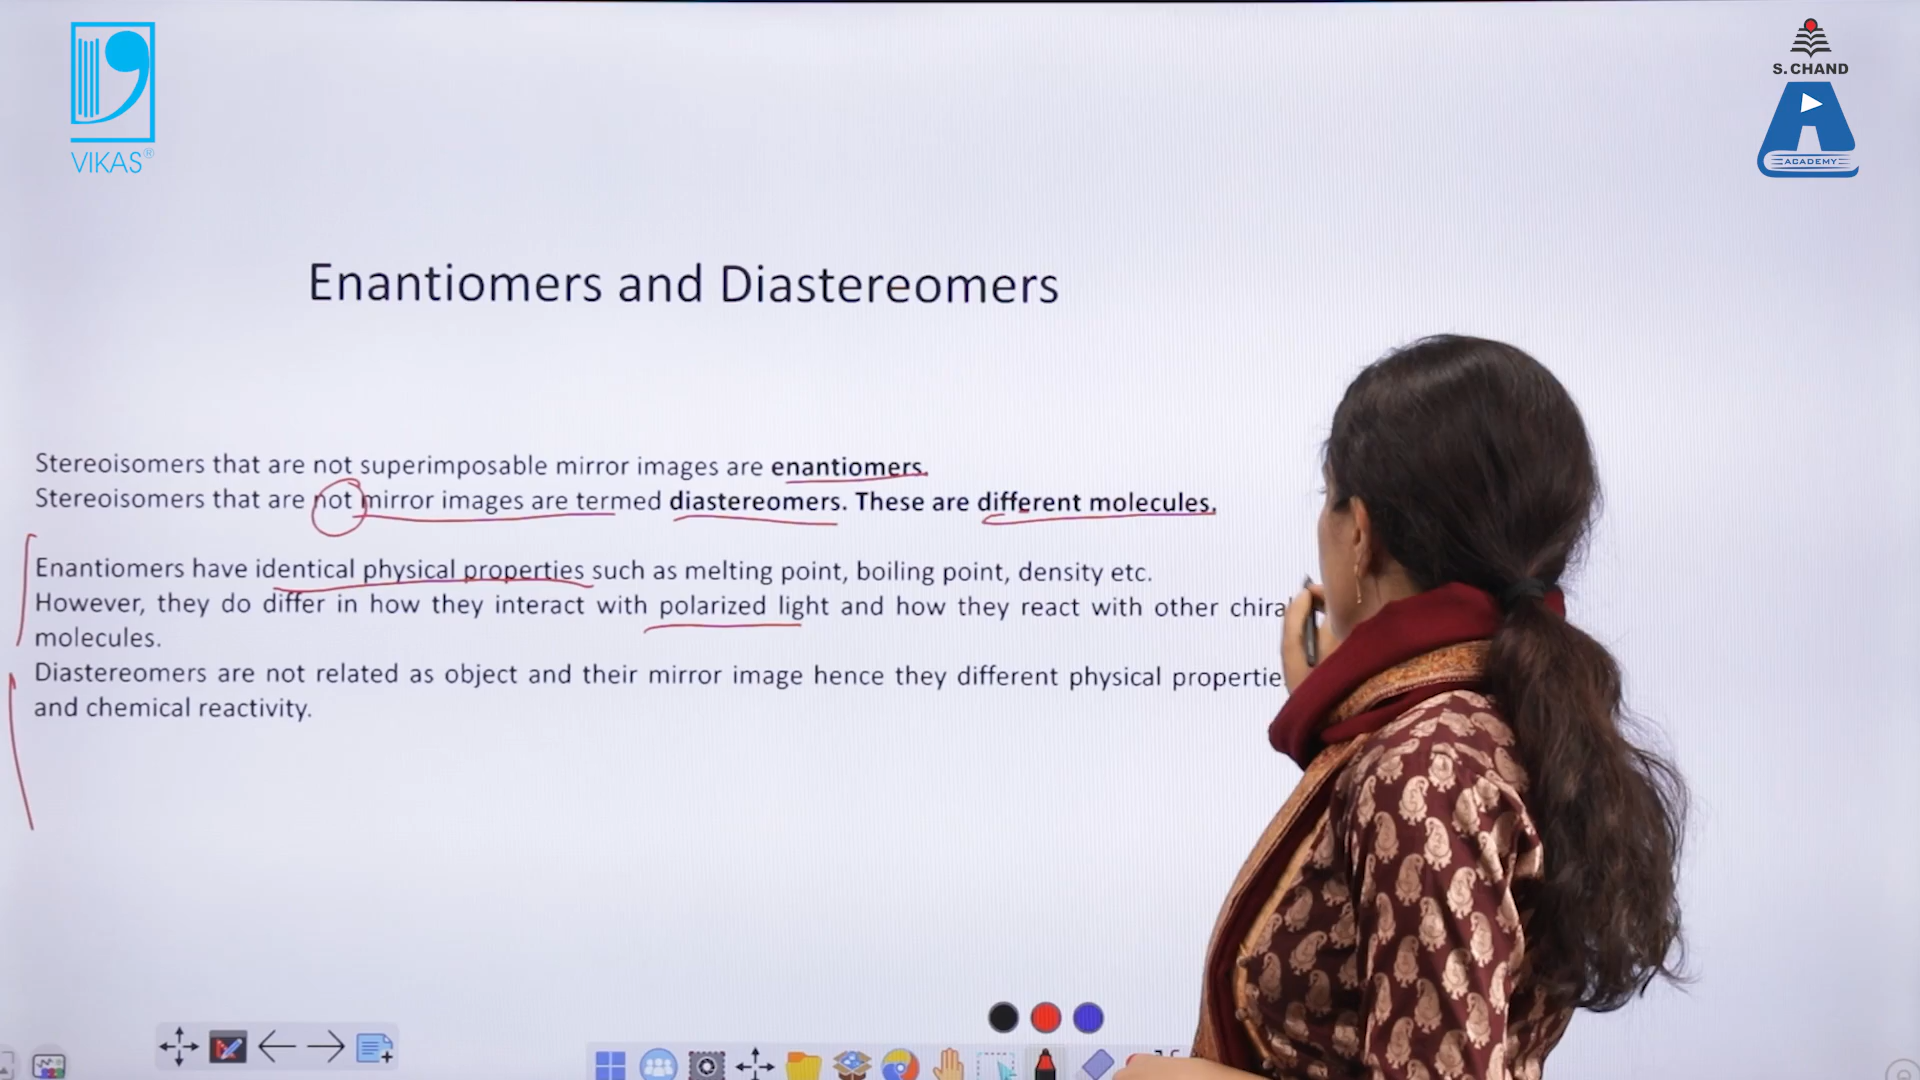 VIKAS®
S. CHAND
ACADEMY
Enantiomers and Diastereomers
Stereoisomers that are not superimposable mirror images are enantiomers.
Stereoisomers that are not mirror images are termed diastereomers. These are different molecules.
Enantiomers have identical physical properties such as melting point, boiling point, density etc.
However, they do differ in how they interact with polarized light and how they react with other chira
molecules.
Diastereomers are not related as object and their mirror image hence they different physical propertie
and chemical reactivity.